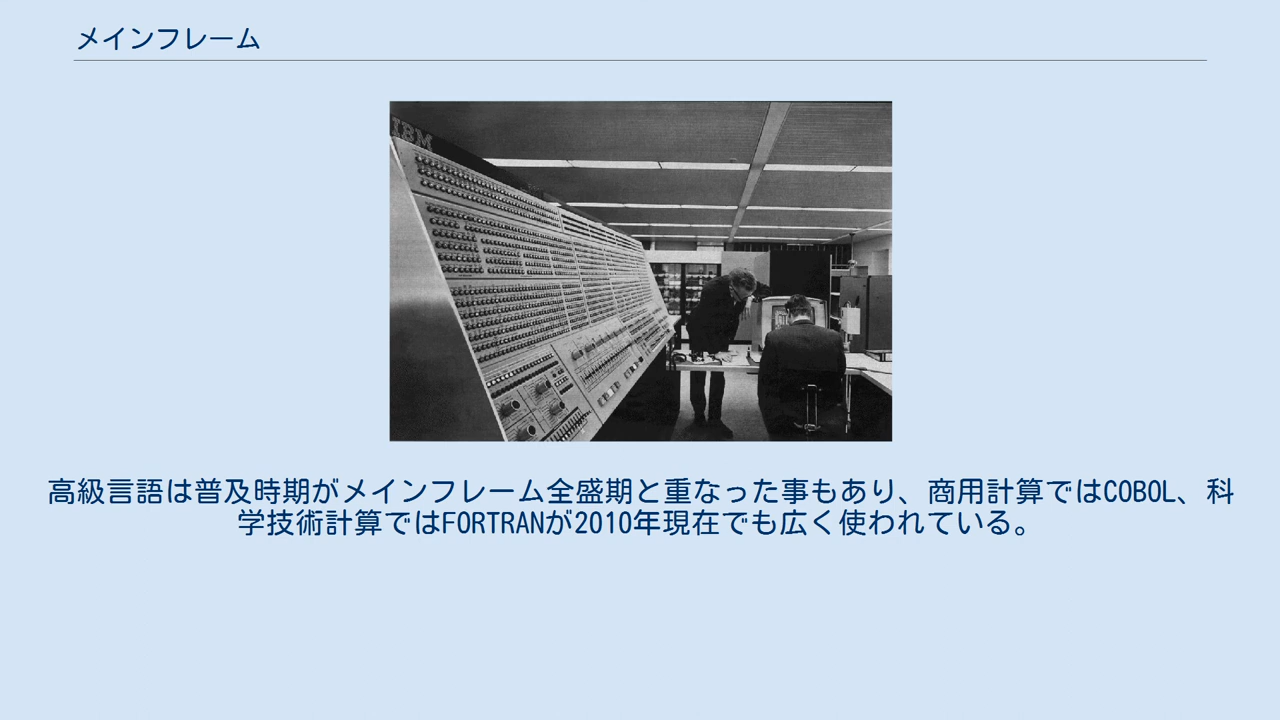 メインフレーム
IBM
高級言語は普及時期がメインフレーム全盛期と重なった事もあり、商用計算ではCOBOL、科
学技術計算ではFORTRANが2010年現在でも広く使われている。